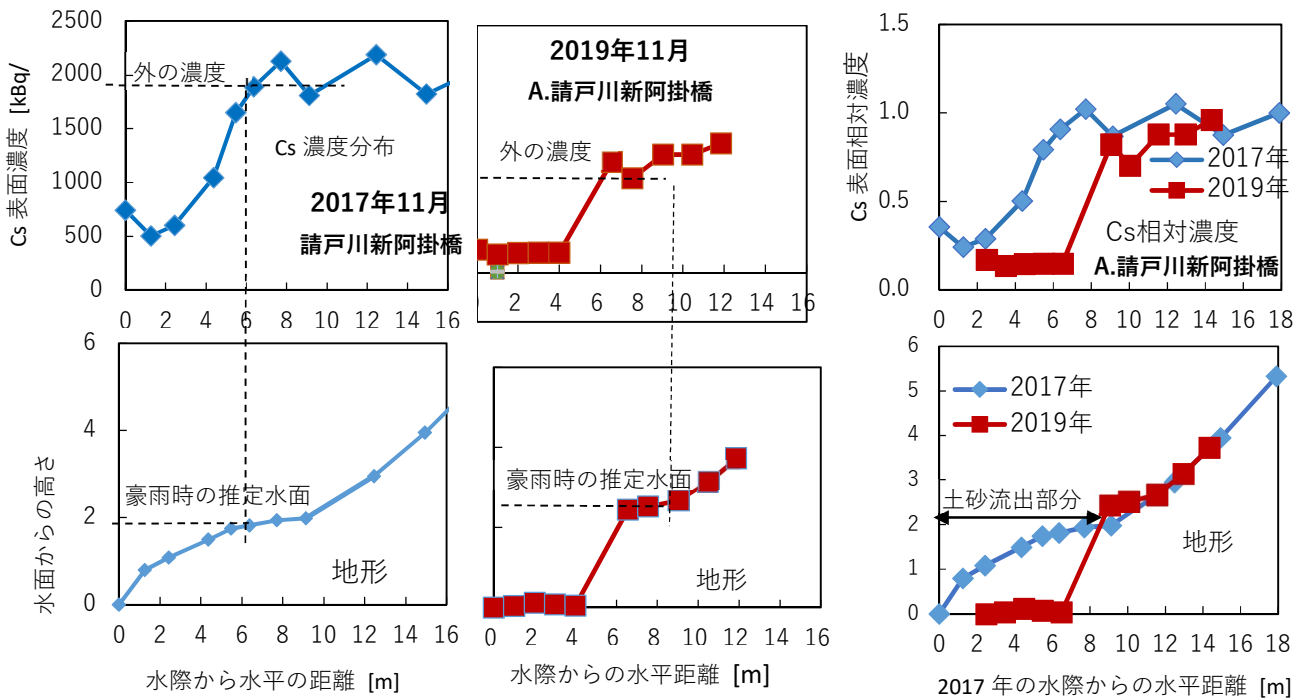 Cs 表面濃度 [kBq/
2500
2000
1500
1000
500
0
外の濃度
Cs 濃度分布
2017年11月
請戸川新阿掛橋
0 2 4 6 8 10 12 14 16
2019年11月
A.請戸川新阿掛橋
外の濃度
2 4 6 8 10 12 14 16
Cs 表面相対濃度
1.5
1.0
0.5
0.0
2017年
2019年
Cs相対濃度
A.請戸川新阿掛橋
0 2 4 6 8 10 12 14 16 18
水面からの高さ
6
4
2
0
豪雨時の推定水面
地形
0 2 4 6 8 10 12 14 16
水際から水平の距離 [m]
豪雨時の推定水面
地形
0 2 4 6 8 10 12 14 16
水際からの水平距離 [m]
6
5
4
3
2
1
0
2017年
2019年
土砂流出部分
地形
0 2 4 6 8 10 12 14 16 18
2017 年の水際からの水平距離 [m]